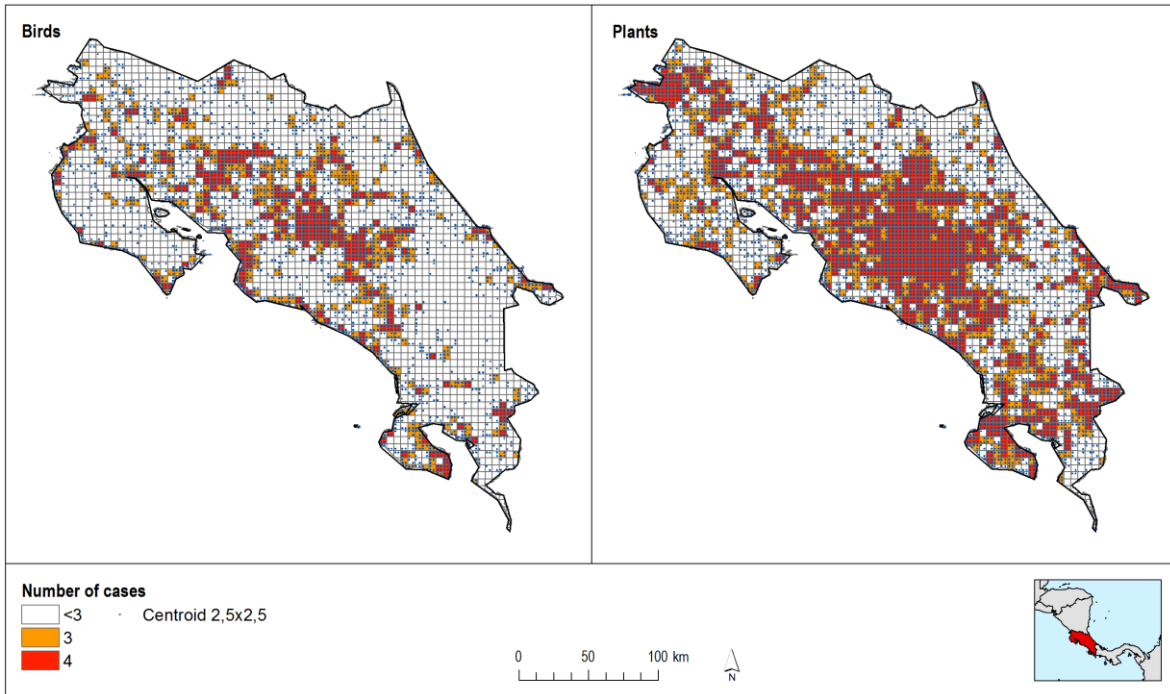 Birds
Plants
Number of cases
<3
Centroid 2,5x2,5
3
4
0 50 100 km
N